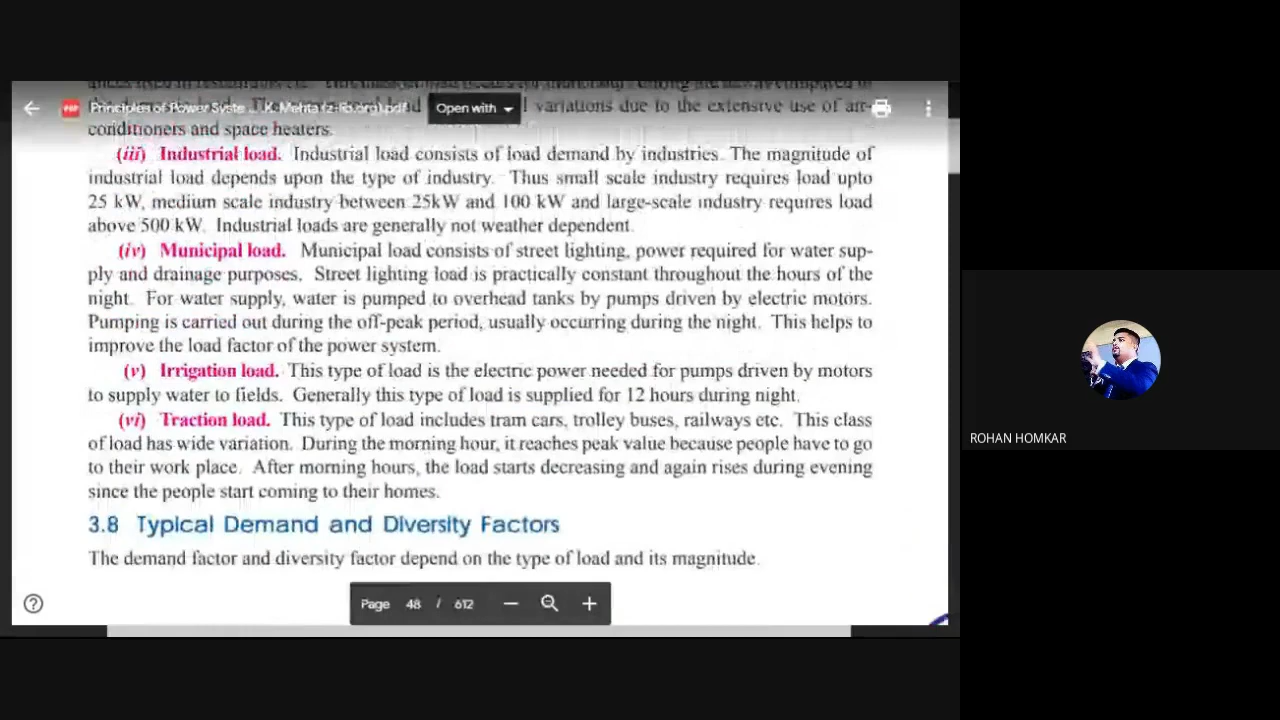 Principles of Power Syste ... K. Mehta (z-lib.org).pdf
Open with
variations due to the extensive use of air-
conditioners and space heaters.
(iii) Industrial load. Industrial load consists of load demand by industries. The magnitude of
industrial load depends upon the type of industry. Thus small scale industry requires load upto
25 kW, medium scale industry between 25kW and 100 kW and large-scale industry requires load
above 500 kW. Industrial loads are generally not weather dependent.
(iv) Municipal load. Municipal load consists of street lighting, power required for water sup-
ply and drainage purposes. Street lighting load is practically constant throughout the hours of the
night. For water supply, water is pumped to overhead tanks by pumps driven by electric motors.
Pumping is carried out during the off-peak period, usually occurring during the night. This helps to
improve the load factor of the power system.
(v) Irrigation load. This type of load is the electric power needed for pumps driven by motors
to supply water to fields. Generally this type of load is supplied for 12 hours during night.
(vi) Traction load. This type of load includes tram cars, trolley buses, railways etc. This class
of load has wide variation. During the morning hour, it reaches peak value because people have to go
to their work place. After morning hours, the load starts decreasing and again rises during evening
since the people start coming to their homes.
3.8 Typical Demand and Diversity Factors
The demand factor and diversity factor depend on the type of load and its magnitude.
Page 48 / 612
ROHAN HOMKAR